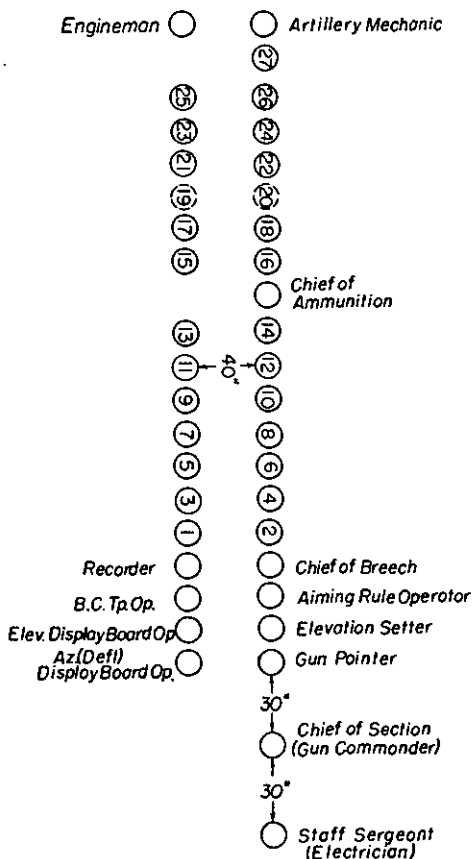 Engineman Artillery Mechanic
27
25 26
23 24
21 22
19 20
17 18
15 16
Chief of
Ammunition
13 14
11 40" 12
9 10
7 8
5 6
3 4
1 2
Recorder Chief of Breech
B.C. Tp. Op. Aiming Rule Operator
Elev. Display Board Op. Elevation Setter
Az.(Defl) Gun Pointer
Display Board Op.
30"
Chief of Section
(Gun Commonder)
30"
Staff Sergeant
(Electrician)